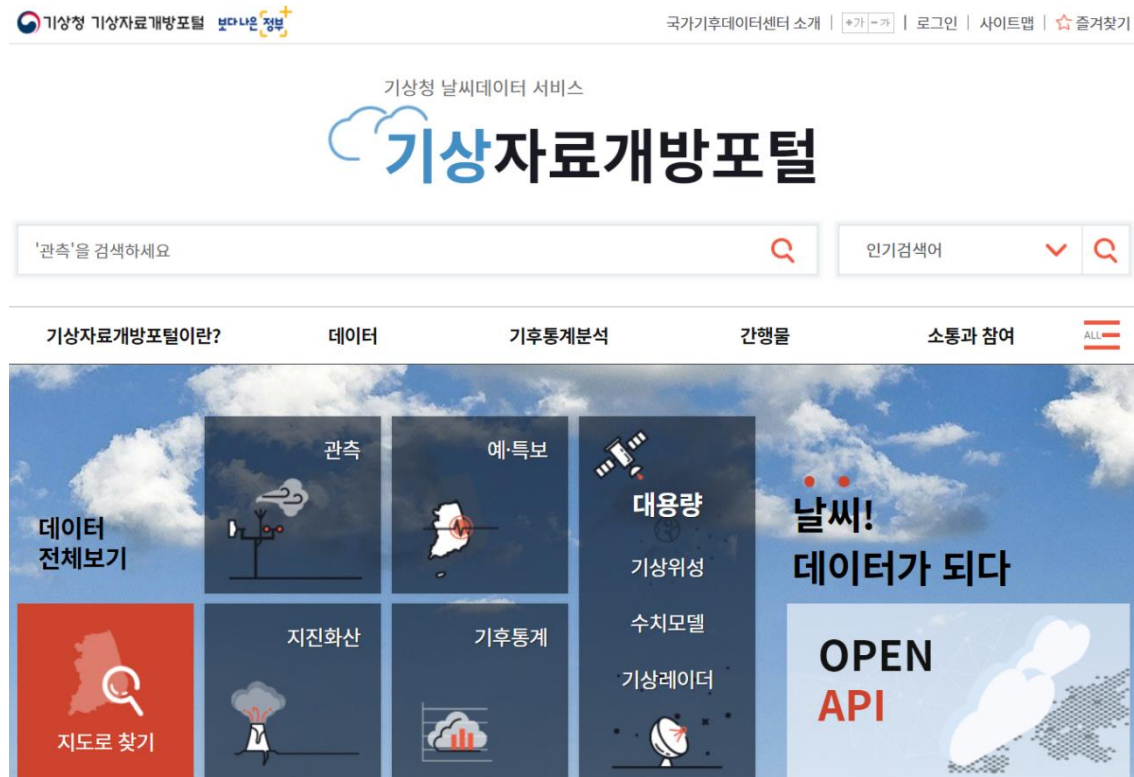 기상청 기상자료개방포털 보다나은 정부
국가기후데이터센터 소개 | +가 -가 | 로그인 | 사이트맵 | 즐겨찾기
기상청 날씨데이터 서비스
기상자료개방포털
'관측'을 검색하세요
인기검색어
기상자료개방포털이란? 데이터 기후통계분석 간행물 소통과 참여 ALL
데이터
전체보기
관측
예·특보
대용량
기상위성
수치모델
기상레이더
날씨!
데이터가 되다
지도로 찾기
지진화산
기후통계
OPEN
API